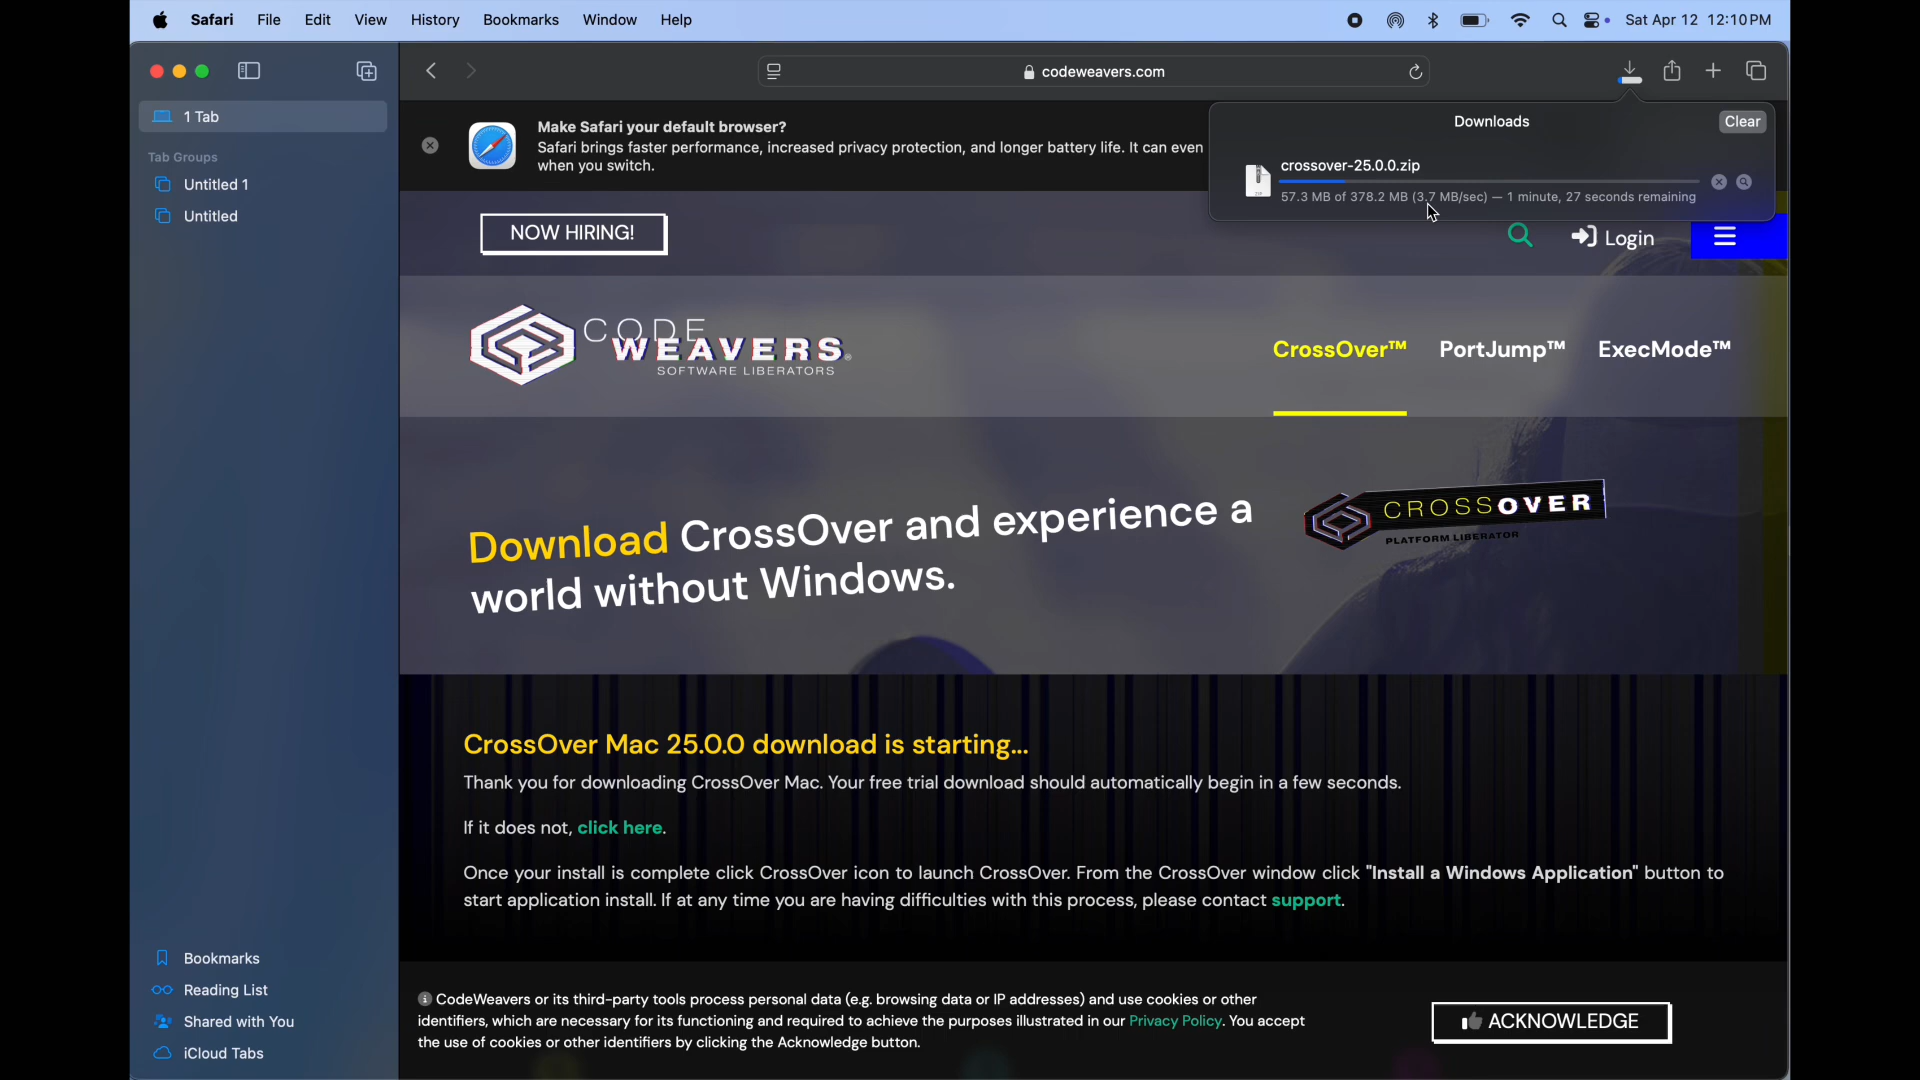 Safari File Edit View History Bookmarks Window Help
Sat Apr 12 12:10 PM
1 Tab
Tab Groups
Untitled 1
Untitled
Bookmarks
Reading List
Shared with You
iCloud Tabs
codeweavers.com
Make Safari your default browser?
Safari brings faster performance, increased privacy protection, and longer battery life. It can even
when you switch.
Downloads
Clear
ZIP
crossover-25.0.0.zip
57.3 MB of 378.2 MB (3.7 MB/sec) — 1 minute, 27 seconds remaining
NOW HIRING!
Login
CODE
WEAVERS®
SOFTWARE LIBERATORS
CrossOver™ PortJump™ ExecMode™
Download CrossOver and experience a
world without Windows.
CROSSOVER
PLATFORM LIBERATOR
CrossOver Mac 25.0.0 download is starting...
Thank you for downloading CrossOver Mac. Your free trial download should automatically begin in a few seconds.
If it does not, click here.
Once your install is complete click CrossOver icon to launch CrossOver. From the CrossOver window click "Install a Windows Application" button to
start application install. If at any time you are having difficulties with this process, please contact support.
CodeWeavers or its third-party tools process personal data (e.g. browsing data or IP addresses) and use cookies or other
identifiers, which are necessary for its functioning and required to achieve the purposes illustrated in our Privacy Policy. You accept
the use of cookies or other identifiers by clicking the Acknowledge button.
ACKNOWLEDGE